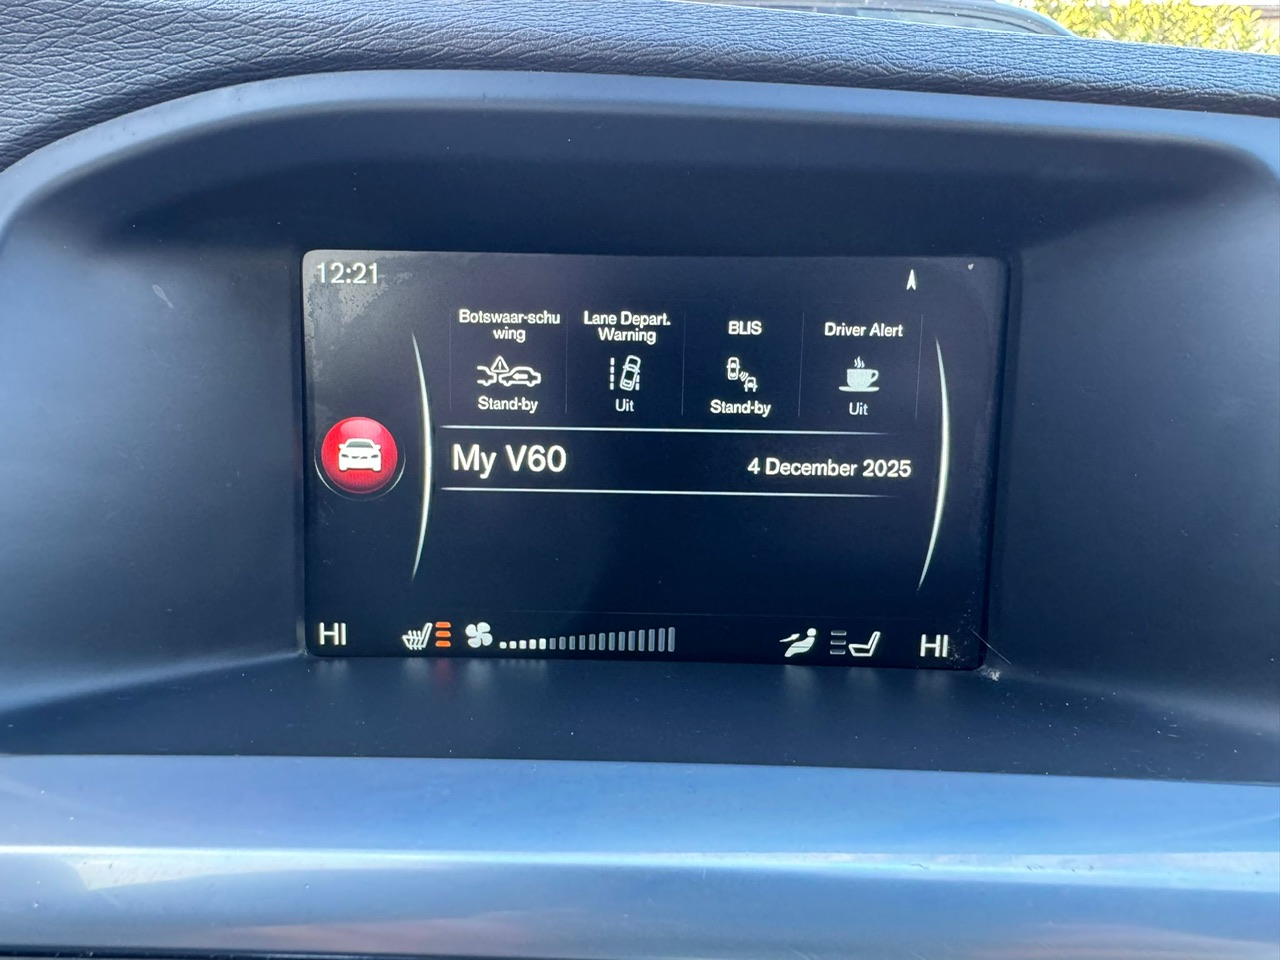 12:21
Botswaar-schu
wing
Lane Depart.
Warning
BLIS
Driver Alert
Stand-by
Uit
Stand-by
Uit
My V60
4 December 2025
HI
HI